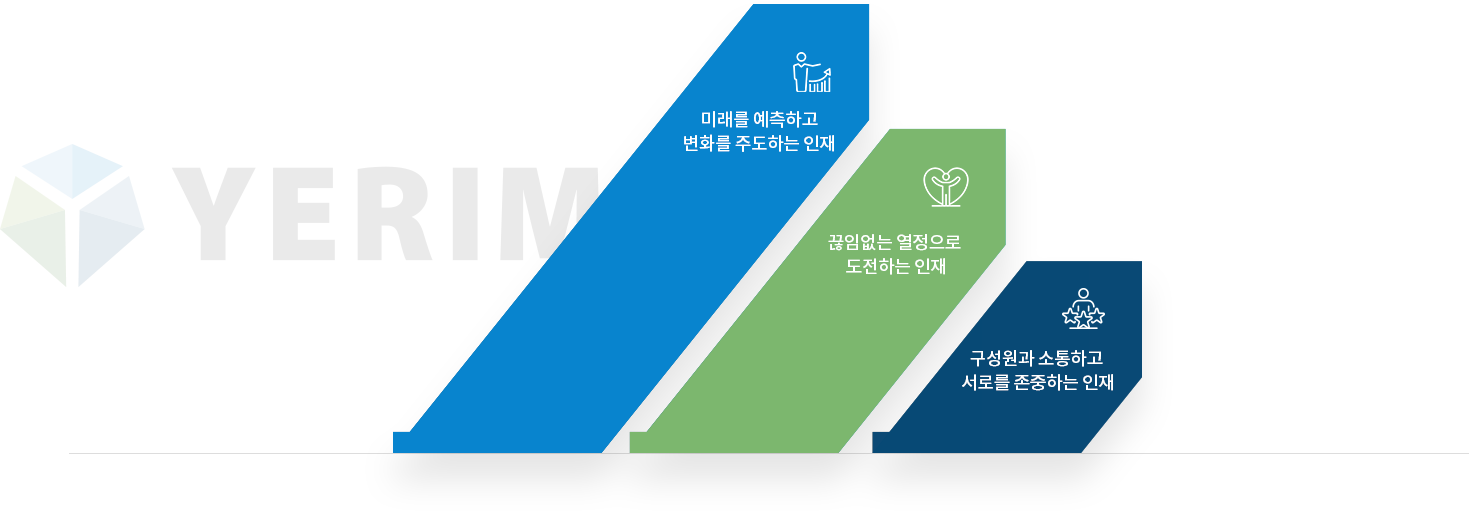 YERIM
미래를 예측하고
변화를 주도하는 인재
끊임없는 열정으로
도전하는 인재
구성원과 소통하고
서로를 존중하는 인재